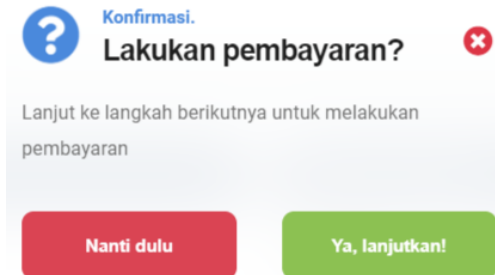 Konfirmasi.
Lakukan pembayaran?
Lanjut ke langkah berikutnya untuk melakukan
pembayaran
Nanti dulu
Ya, lanjutkan!